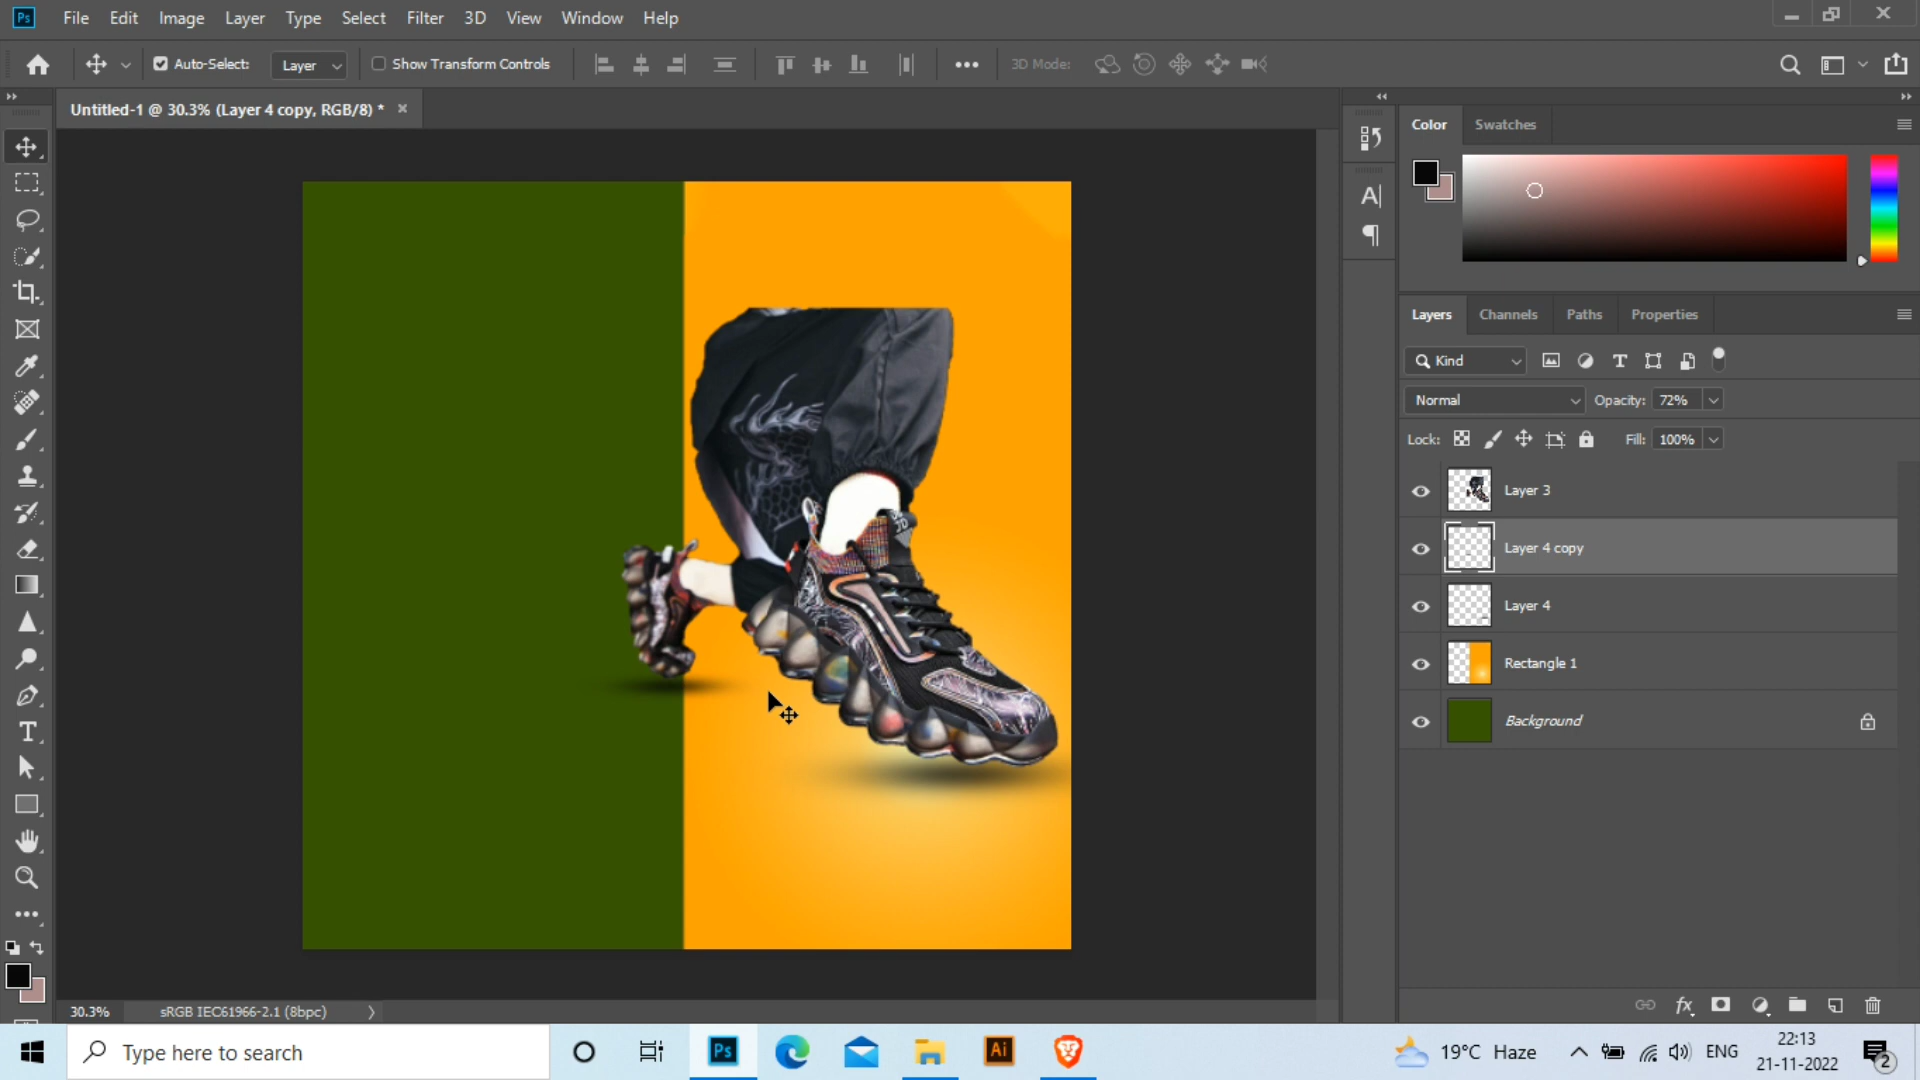 Ps File Edit Image Layer Type Select Filter 3D View Window Help
Auto-Select: Layer Show Transform Controls 3D Mode:
Untitled-1 @ 30.3% (Layer 4 copy, RGB/8) *
Color Swatches
Layers Channels Paths Properties
Kind
Normal Opacity: 72%
Lock: Fill: 100%
Layer 3
Layer 4 copy
Layer 4
Rectangle 1
Background
30.3% sRGB IEC61966-2.1 (8bpc)
Type here to search Ps Ai 19°C Haze ENG 22:13
21-11-2022 2